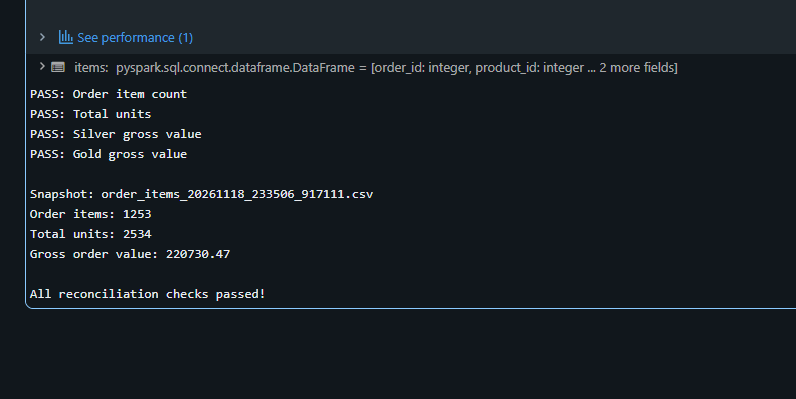 See performance (1)
items: pyspark.sql.connect.dataframe.DataFrame = [order_id: integer, product_id: integer ... 2 more fields]
PASS: Order item count
PASS: Total units
PASS: Silver gross value
PASS: Gold gross value
Snapshot: order_items_20261118_233506_917111.csv
Order items: 1253
Total units: 2534
Gross order value: 220730.47
All reconciliation checks passed!